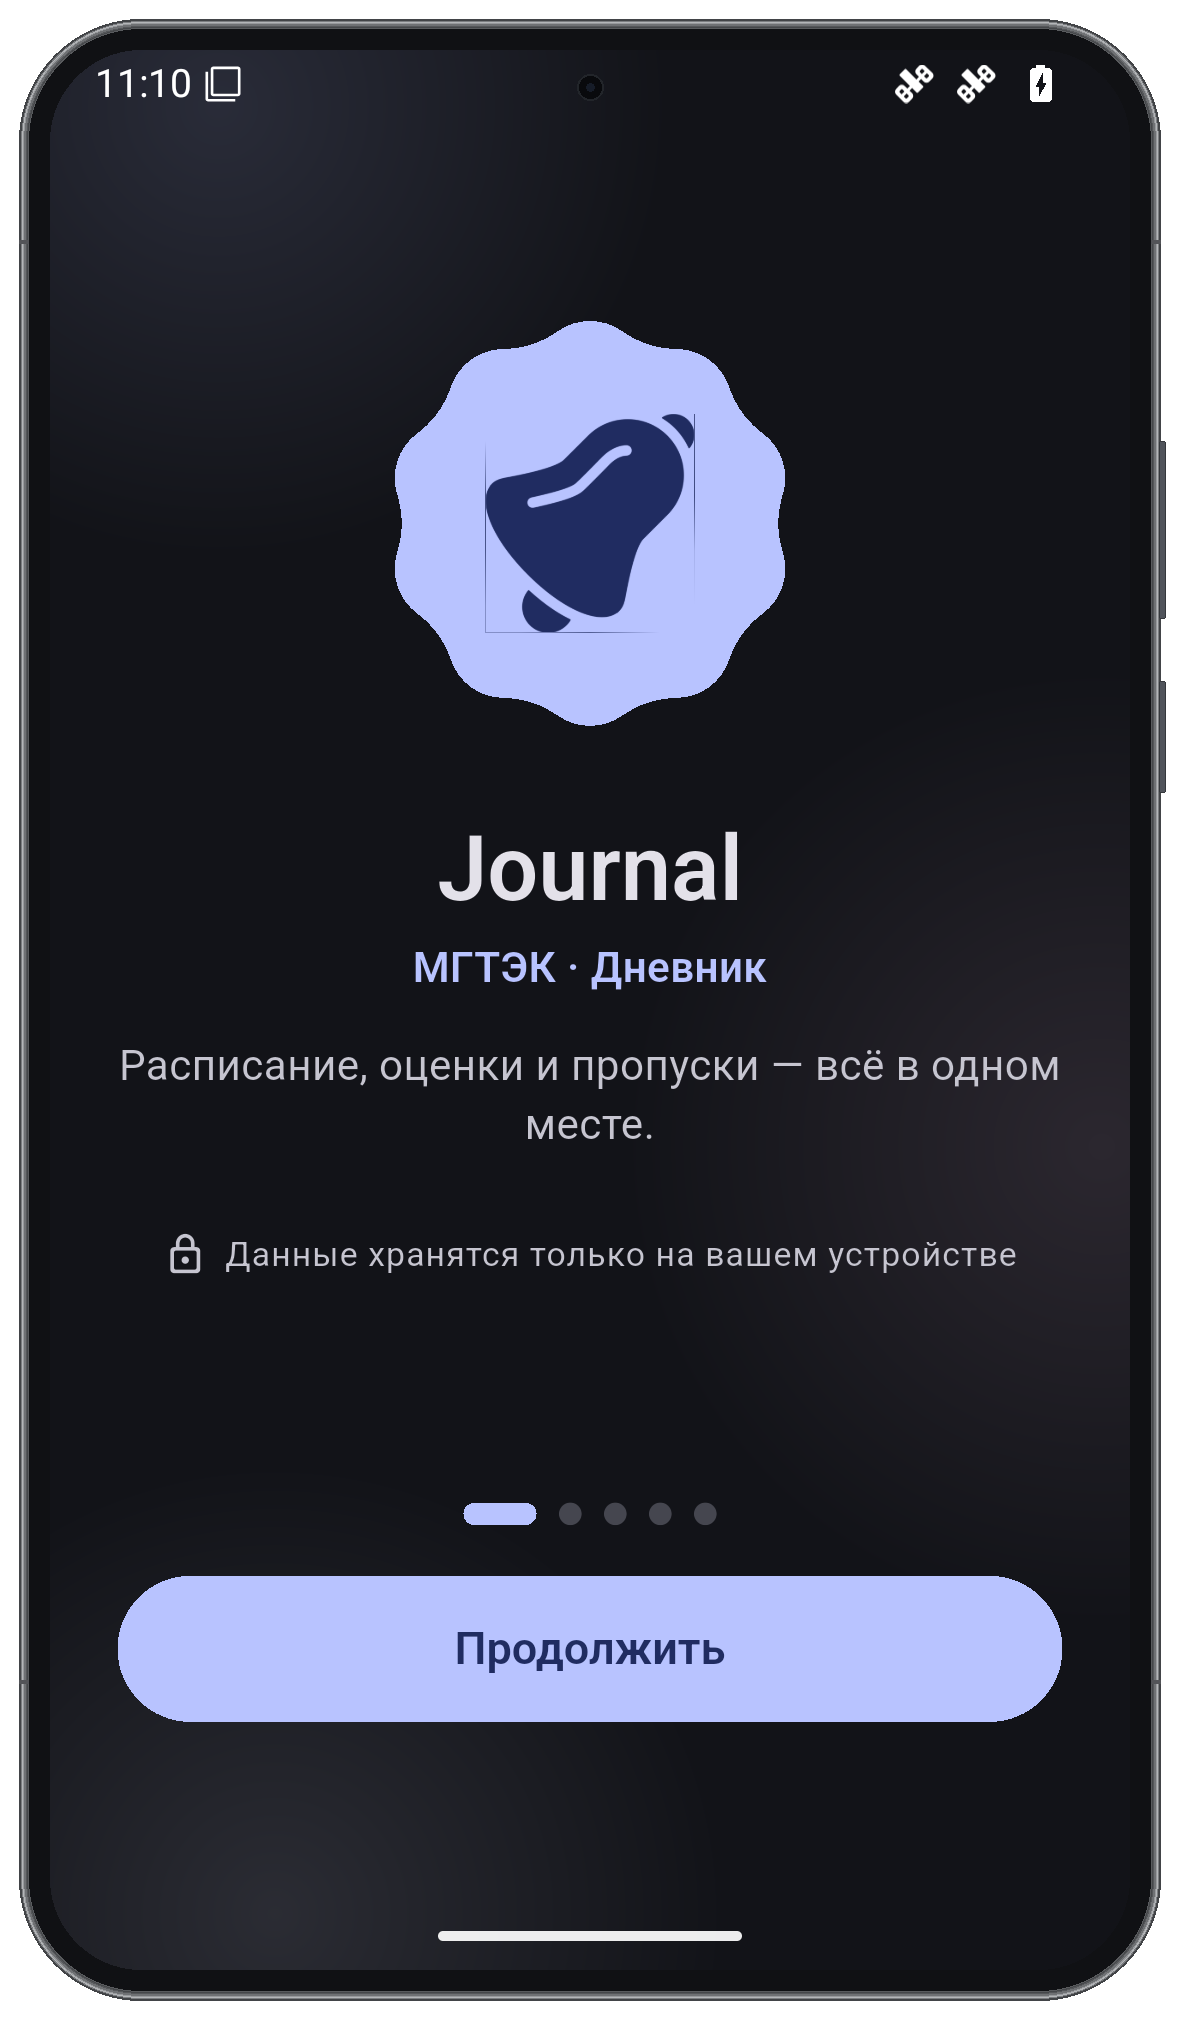 11:10
Journal
МГТЭК · Дневник
Расписание, оценки и пропуски — всё в одном
месте.
Данные хранятся только на вашем устройстве
Продолжить